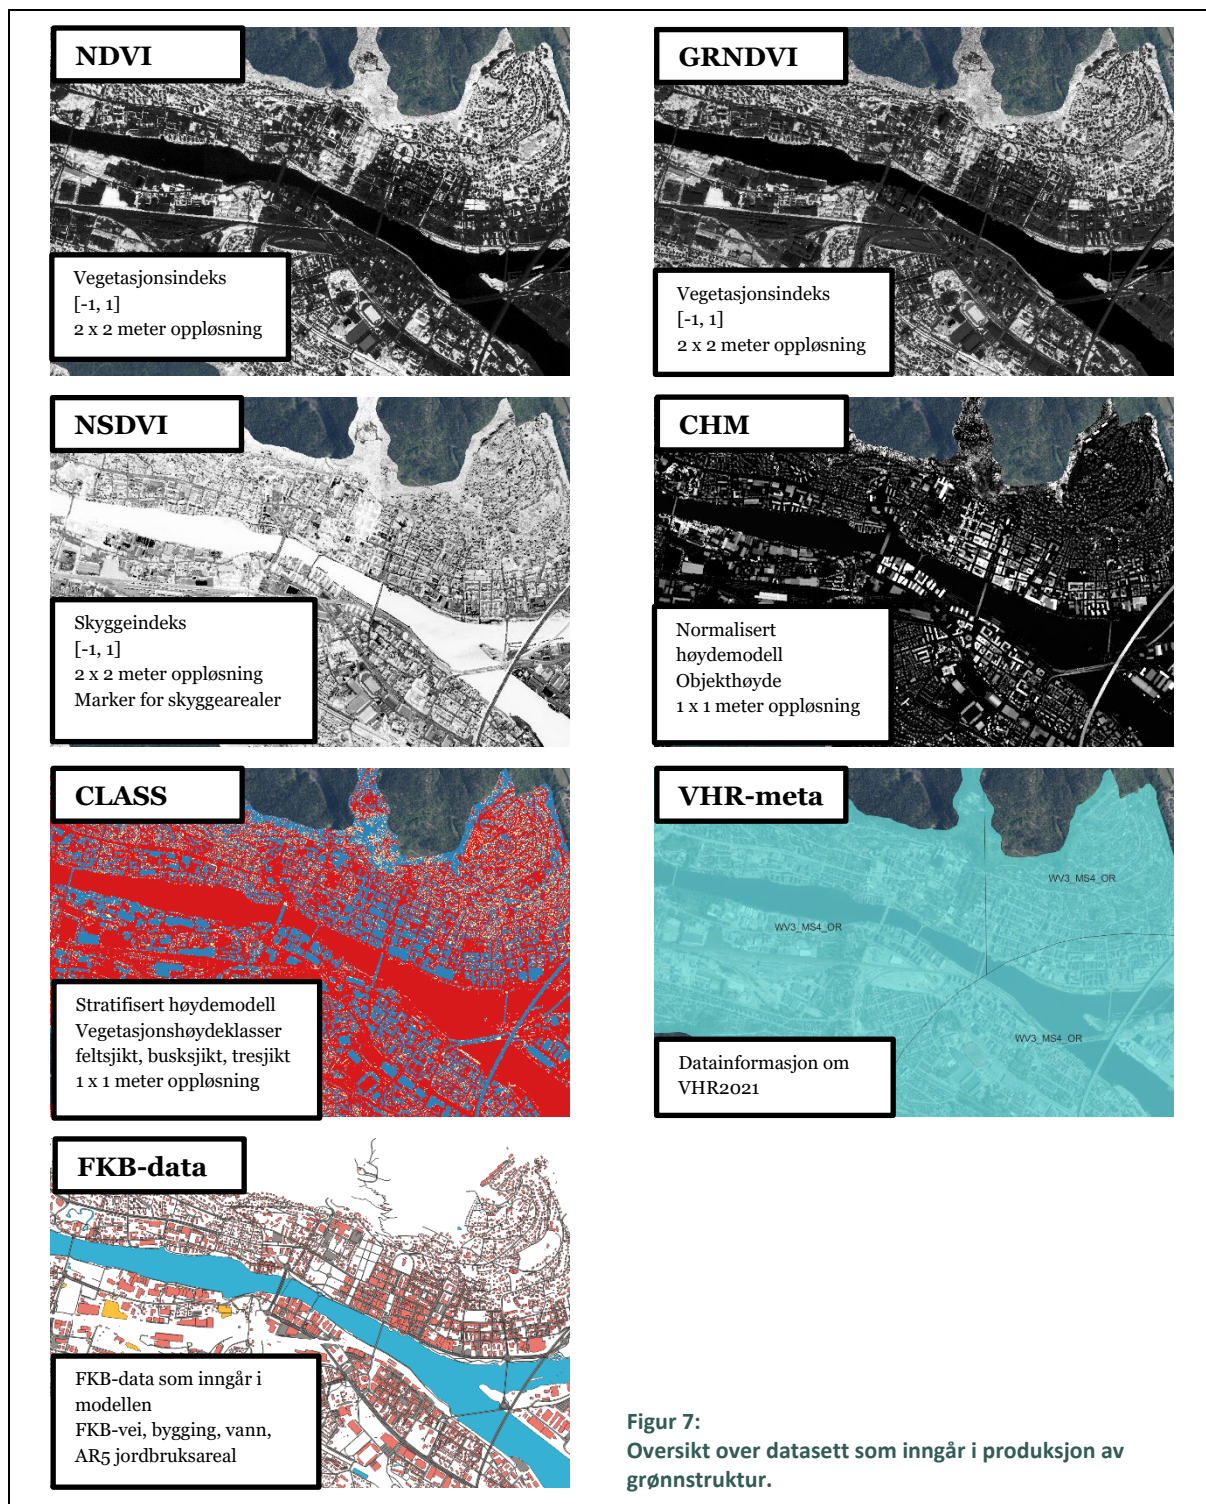 NDVI
Vegetasjonsindeks
[-1, 1]
2 x 2 meter oppløsning
GRNDVI
Vegetasjonsindeks
[-1, 1]
2 x 2 meter oppløsning
NSDVI
Skyggeindeks
[-1, 1]
2 x 2 meter oppløsning
Marker for skyggearealer
CHM
Normalisert
høydemodell
Objekthøyde
1 x 1 meter oppløsning
CLASS
Stratifisert høydemodell
Vegetasjonshøydeklasser
feltsjikt, busksjikt, tresjikt
1 x 1 meter oppløsning
VHR-meta
WV3_MS4_OR
WV3_MS4_OR
WV3_MS4_OR
Datainformasjon om
VHR2021
FKB-data
FKB-data som inngår i
modellen
FKB-vei, bygging, vann,
AR5 jordbruksareal
Figur 7:
Oversikt over datasett som inngår i produksjon av
grønnstruktur.